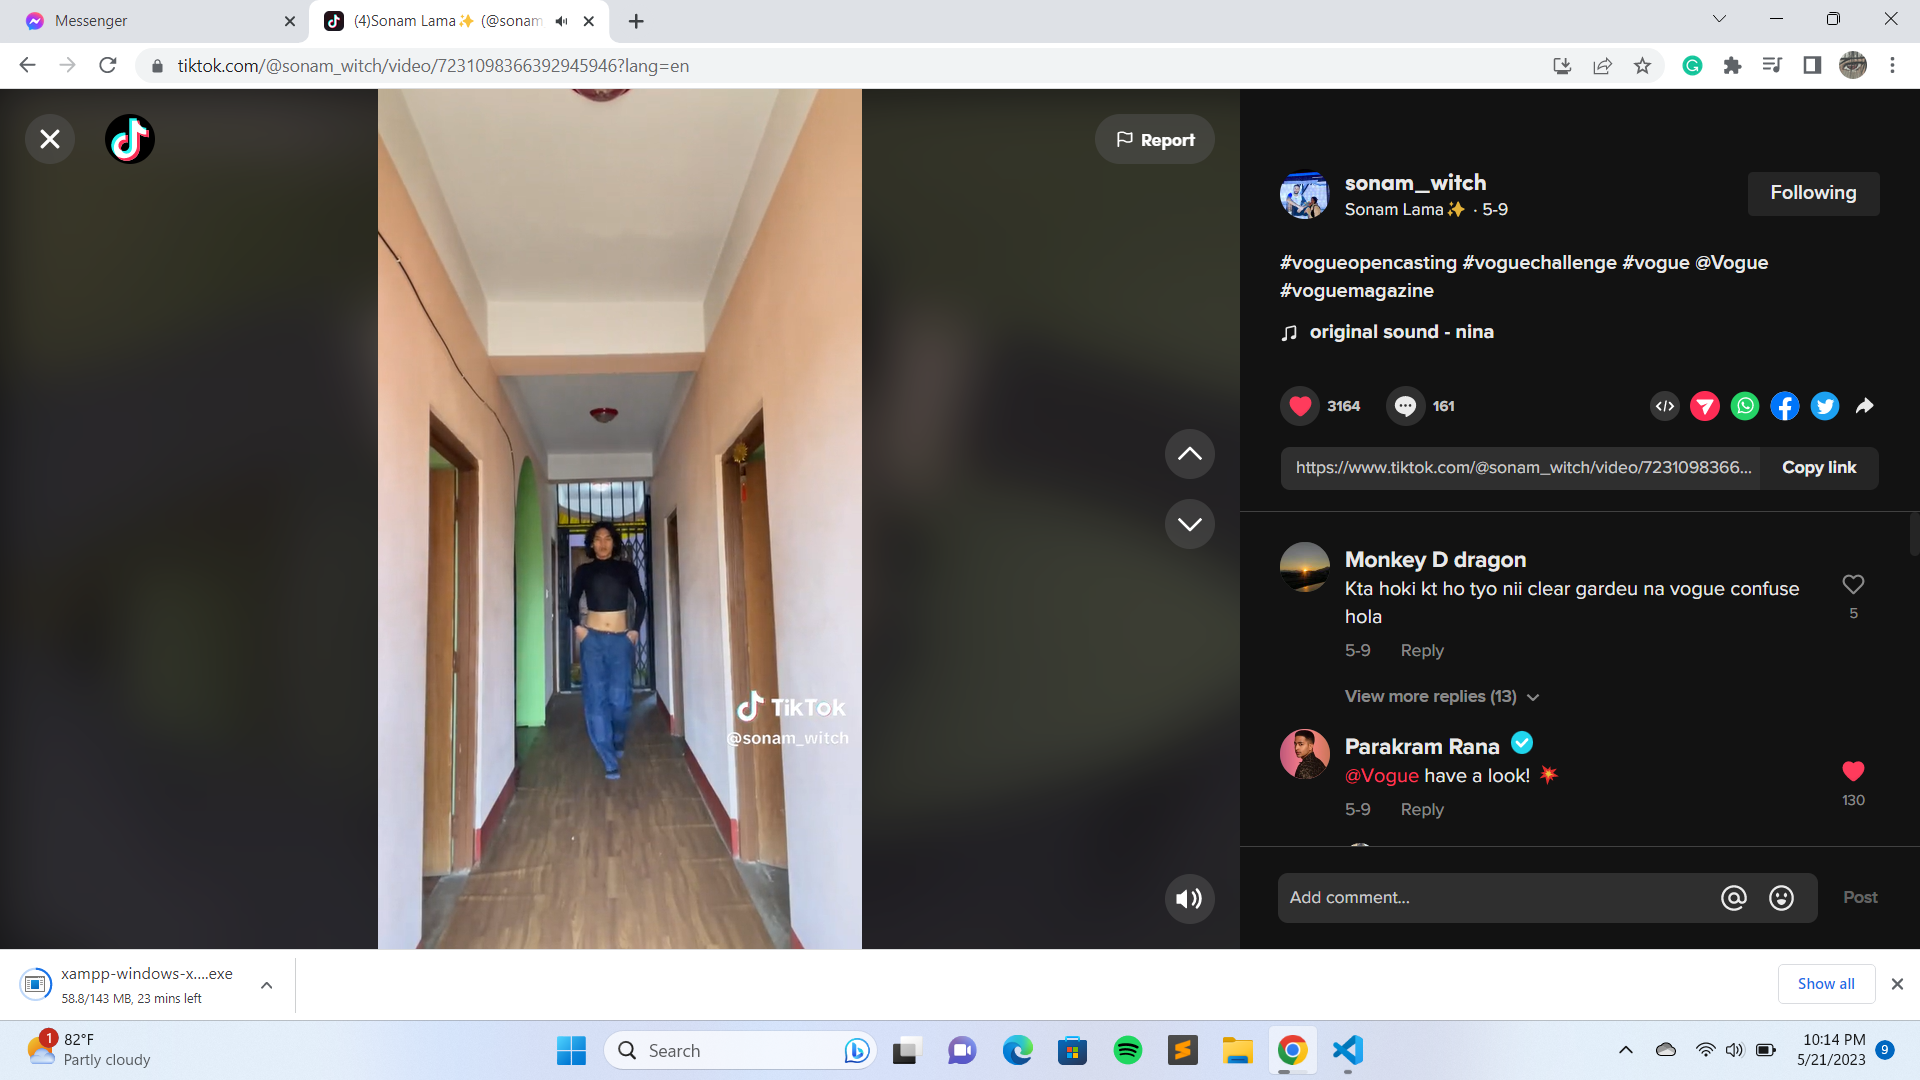 Messenger
(4)Sonam Lama✨ (@sonam
tiktok.com/@sonam_witch/video/7231098366392945946?lang=en
Report
TikTok
@sonam_witch
sonam_witch
Sonam Lama✨ · 5-9
Following
#vogueopencasting #voguechallenge #vogue @Vogue
#voguemagazine
original sound - nina
3164
161
https://www.tiktok.com/@sonam_witch/video/7231098366...
Copy link
Monkey D dragon
Kta hoki kt ho tyo nii clear gardeu na vogue confuse
hola
5
5-9 Reply
View more replies (13)
Parakram Rana
@Vogue have a look! 💥
130
5-9 Reply
Add comment...
Post
xampp-windows-x....exe
58.8/143 MB, 23 mins left
Show all
1
82°F
Partly cloudy
Search
10:14 PM
5/21/2023
9